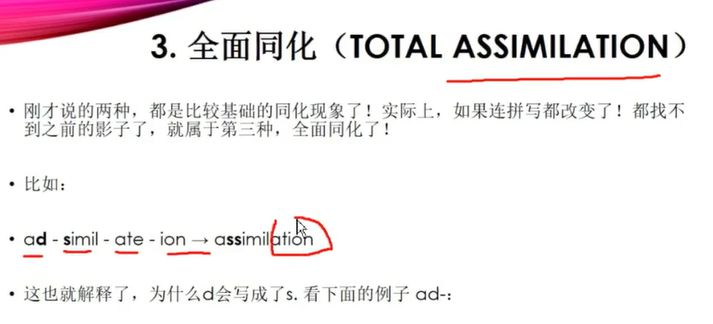 3. 全面同化（TOTAL ASSIMILATION）
• 刚才说的两种，都是比较基础的同化现象了！实际上，如果连拼写都改变了！都找不
到之前的影子了，就属于第三种，全面同化了！
• 比如：
• ad - simil - ate - ion → assimilation
• 这也就解释了，为什么d会写成了s. 看下面的例子 ad-: